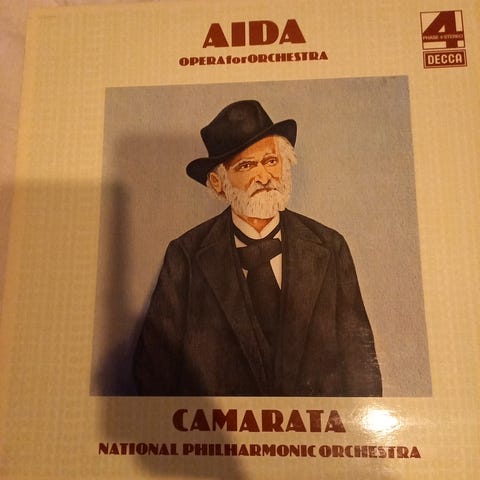 AIDA
OPERA for ORCHESTRA
4
PHASE 4 STEREO
DECCA
CAMARATA
NATIONAL PHILHARMONIC ORCHESTRA